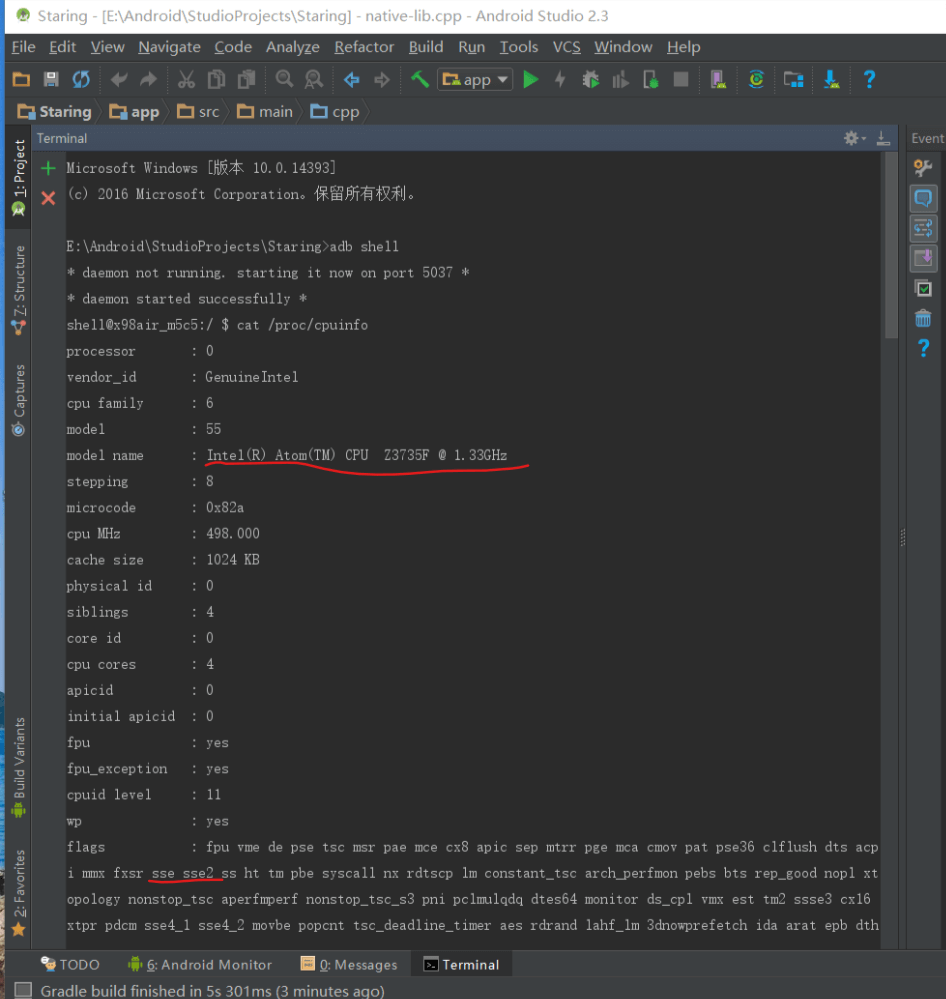 Staring - [E:\Android\StudioProjects\Staring] - native-lib.cpp - Android Studio 2.3
File Edit View Navigate Code Analyze Refactor Build Run Tools VCS Window Help
app
Staring app src main cpp
Terminal
Event
1: Project
Z: Structure
Captures
Build Variants
2: Favorites
Microsoft Windows [版本 10.0.14393]
(c) 2016 Microsoft Corporation。保留所有权利。
E:\Android\StudioProjects\Staring>adb shell
* daemon not running. starting it now on port 5037 *
* daemon started successfully *
shell@x98air_m5c5:/ $ cat /proc/cpuinfo
processor : 0
vendor_id : GenuineIntel
cpu family : 6
model : 55
model name : Intel(R) Atom(TM) CPU Z3735F @ 1.33GHz
stepping : 8
microcode : 0x82a
cpu MHz : 498.000
cache size : 1024 KB
physical id : 0
siblings : 4
core id : 0
cpu cores : 4
apicid : 0
initial apicid : 0
fpu : yes
fpu_exception : yes
cpuid level : 11
wp : yes
flags : fpu vme de pse tsc msr pae mce cx8 apic sep mtrr pge mca cmov pat pse36 clflush dts acp
i mmx fxsr sse sse2 ss ht tm pbe syscall nx rdtscp lm constant_tsc arch_perfmon pebs bts rep_good nopl xt
opology nonstop_tsc aperfmperf nonstop_tsc_s3 pni pclmulqdq dtes64 monitor ds_cpl vmx est tm2 ssse3 cx16
xtpr pdcm sse4_1 sse4_2 movbe popcnt tsc_deadline_timer aes rdrand lahf_lm 3dnowprefetch ida arat epb dth
TODO 6: Android Monitor 0: Messages Terminal
Gradle build finished in 5s 301ms (3 minutes ago)